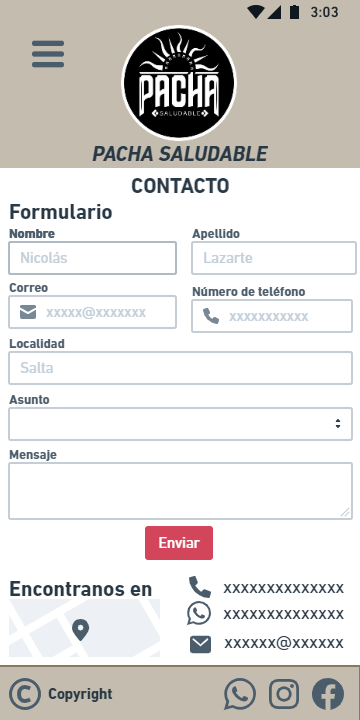 3:03
PACHA
SALUDABLE
PACHA SALUDABLE
CONTACTO
Formulario
Nombre
Apellido
Nicolás
Lazarte
Correo
Número de teléfono
xxxxx@xxxxxxx
xxxxxxxxxxx
Localidad
Salta
Asunto
Mensaje
Enviar
Encontranos en
xxxxxxxxxxxxxx
xxxxxxxxxxxxxx
xxxxxx@xxxxxx
© Copyright